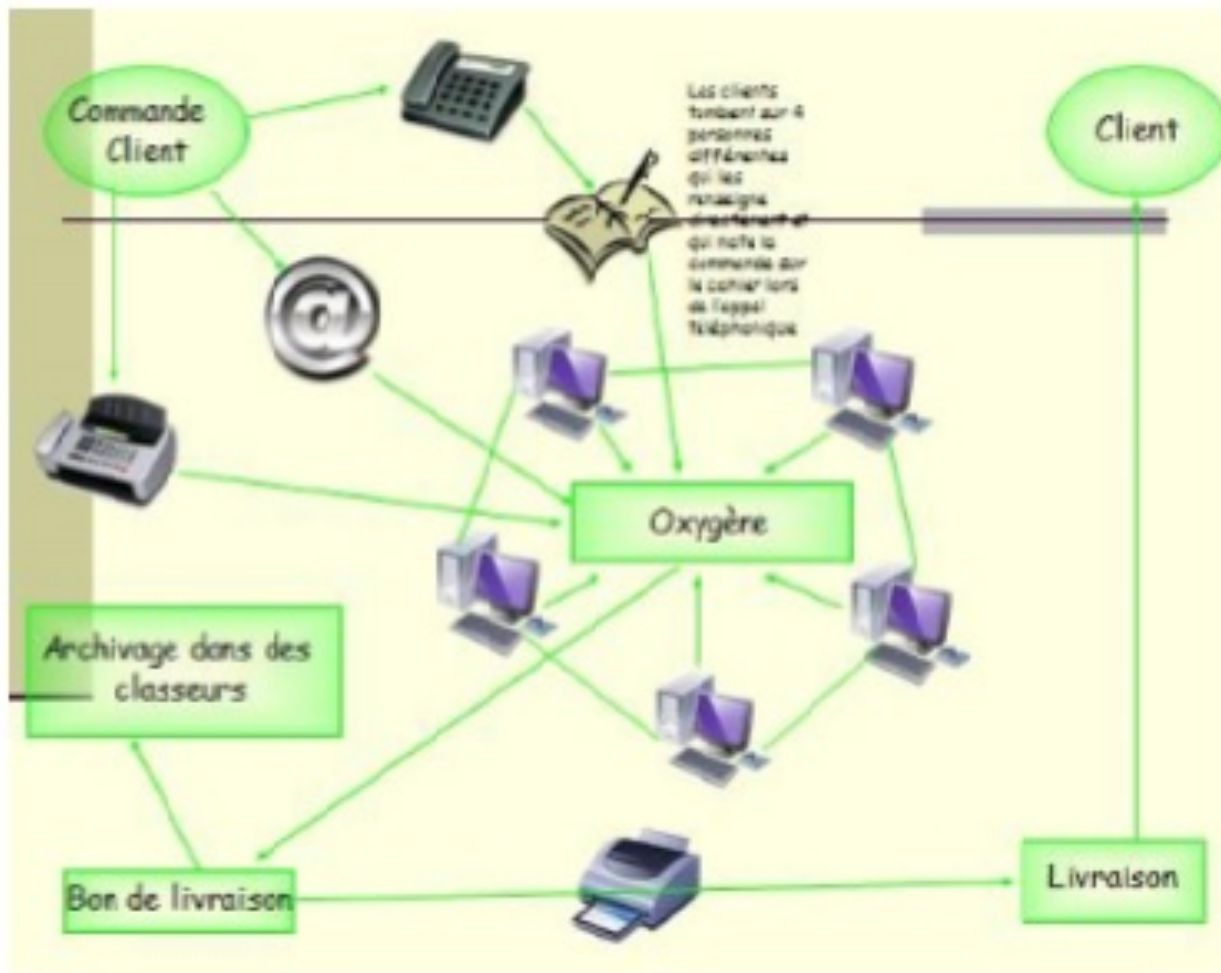 Commande
Client
Les clients
tombent sur 4
personnes
différentes
qui les
renseigne
directement et
qui note la
commande sur
le cahier lors
de l'appel
téléphonique
Client
@
Oxygère
Archivage dans des
classeurs
Bon de livraison
Livraison